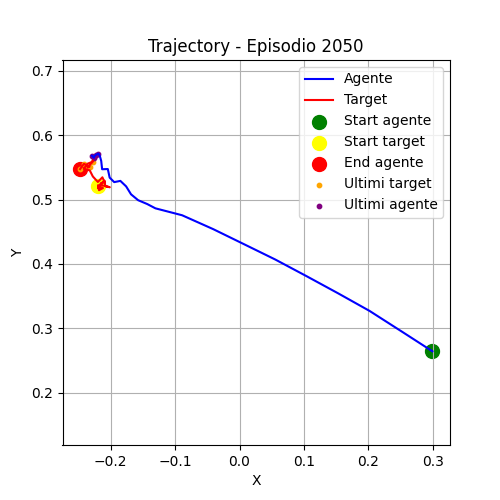 Trajectory - Episodio 2050
Agente
Target
Start agente
Start target
End agente
Ultimi target
Ultimi agente
0.7
0.6
0.5
0.4
0.3
0.2
Y
−0.2
−0.1
0.0
0.1
0.2
0.3
X